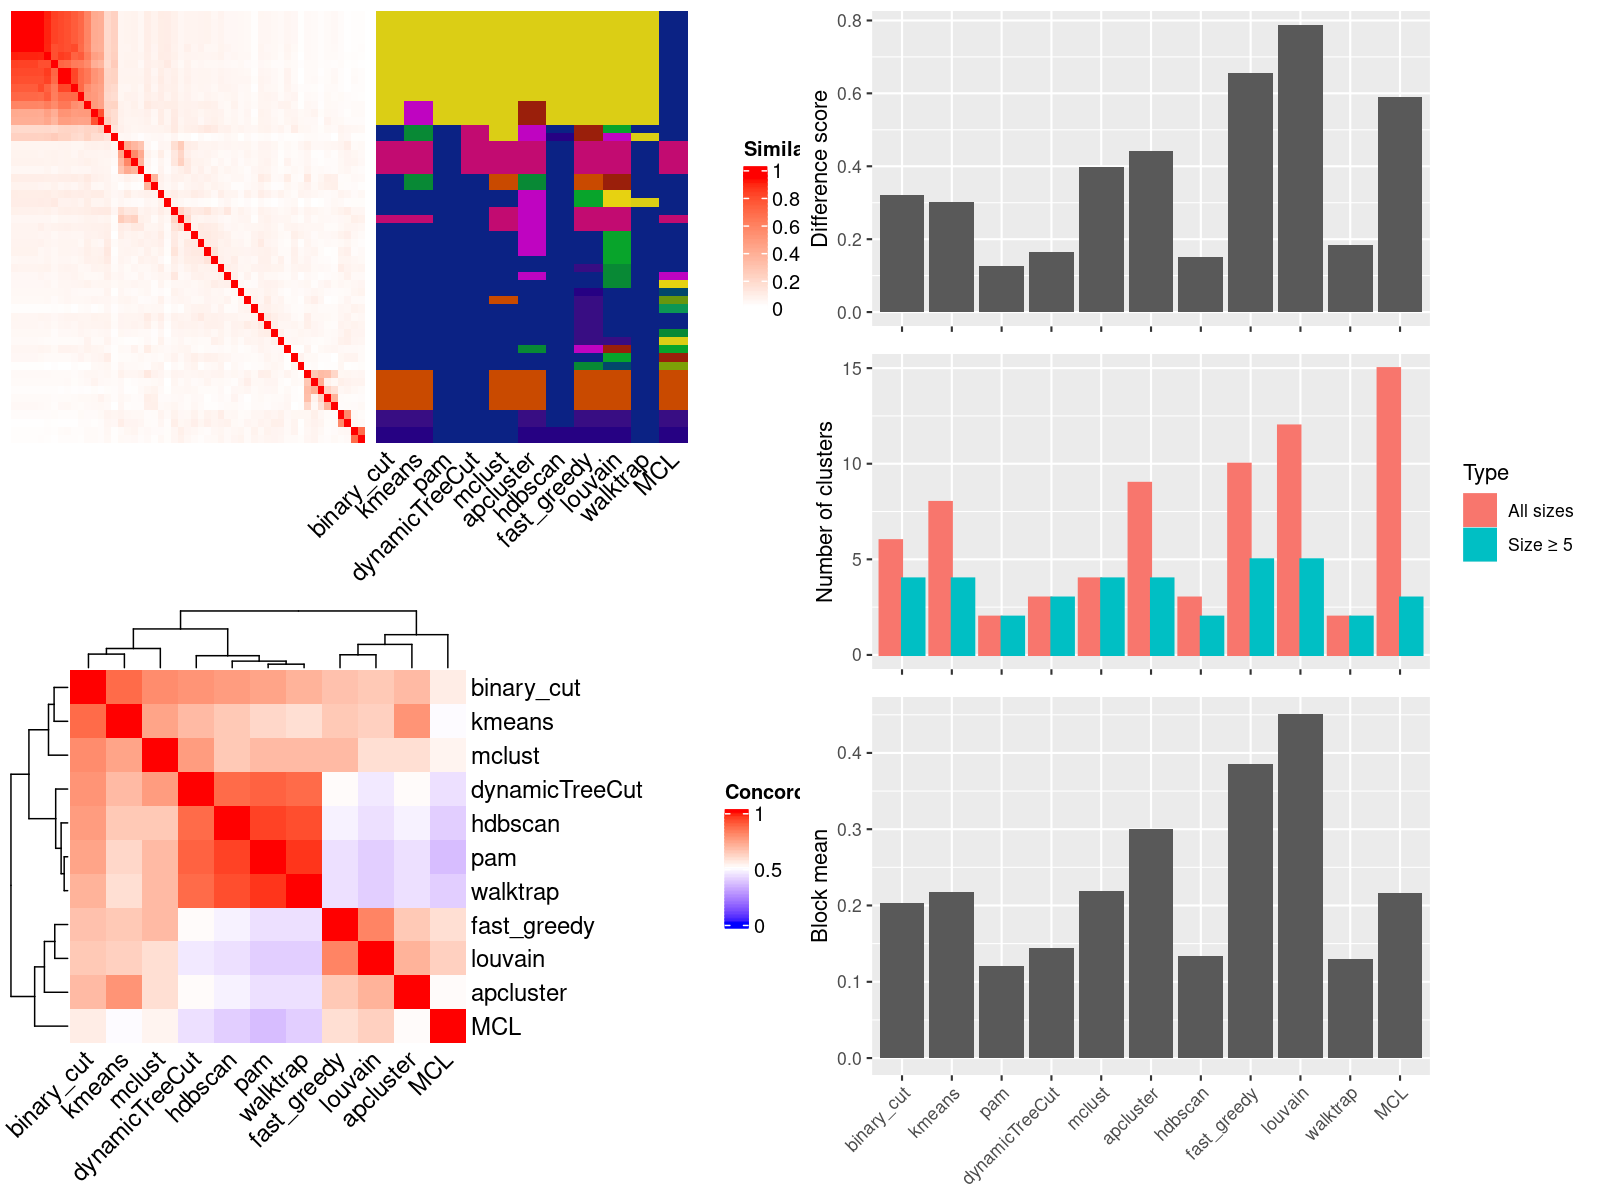 Simila
1
0.8
0.6
0.4
0.2
0
binary_cut
kmeans
pam
dynamicTreeCut
mclust
apcluster
hdbscan
fast_greedy
louvain
walktrap
MCL
binary_cut
kmeans
mclust
dynamicTreeCut
hdbscan
pam
walktrap
fast_greedy
louvain
apcluster
MCL
Concord
1
0.5
0
binary_cut
kmeans
mclust
dynamicTreeCut
hdbscan
pam
walktrap
fast_greedy
louvain
apcluster
MCL
Difference score
0.8
0.6
0.4
0.2
0.0
Number of clusters
15
10
5
0
Type
All sizes
Size ≥ 5
Block mean
0.4
0.3
0.2
0.1
0.0
binary_cut
kmeans
pam
dynamicTreeCut
mclust
apcluster
hdbscan
fast_greedy
louvain
walktrap
MCL